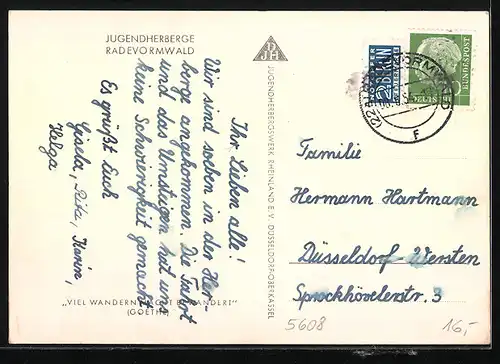 JUGENDHERBERGE
RADEVORMWALD
Ihr Lieben alle!
Wir sind soeben in der Her-
berge angekommen. Die Fahrt
und das Umsteigen hat uns
keine Schwierigkeit gemacht
Es grüßt Euch
Gisela, Rita, Karin,
Helga
„VIEL WANDERN MACHT BEWANDERT"
(GOETHE)
DJH
JUGENDHERBERGSWERK RHEINLAND E.V., DÜSSELDORF-OBERKASSEL
NOTOPFER
2 BERLIN
STEUERMARKE
DEUTSCHE
BUNDESPOST
F
Familie
Hermann Hartmann
Düsseldorf-Wersten
Sprockhövelerstr. 3
5608
16,-